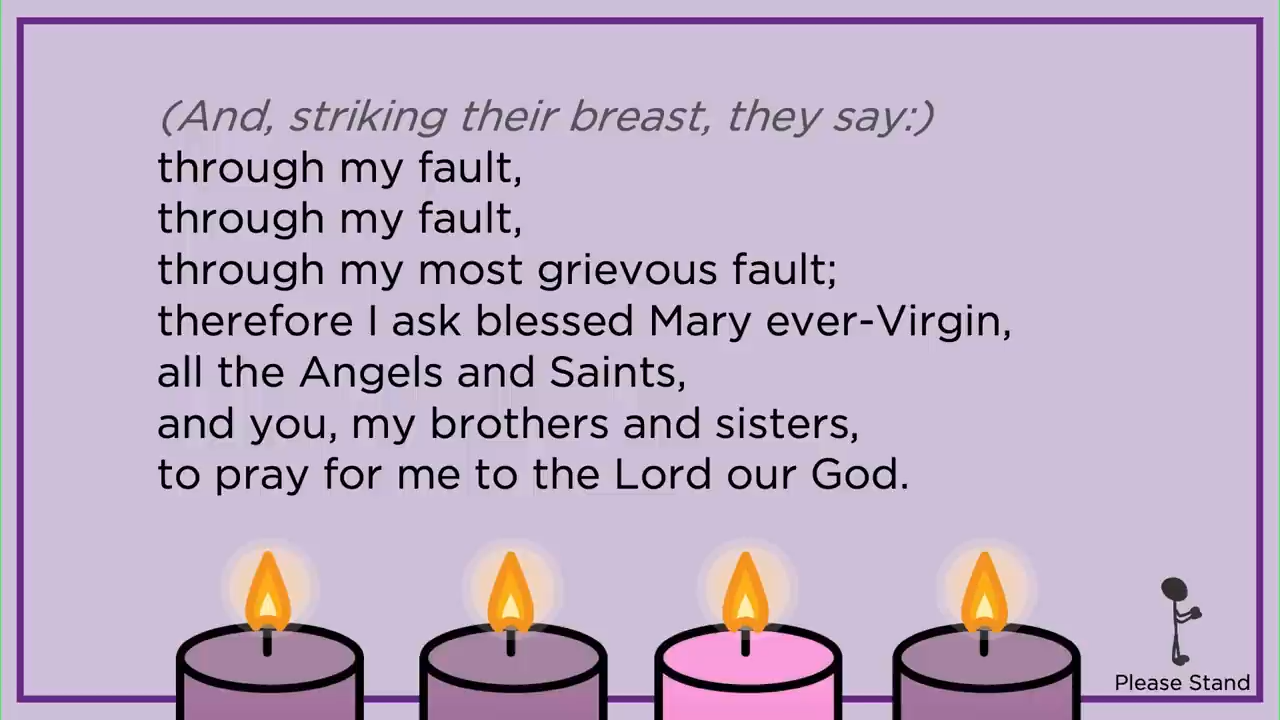 (And, striking their breast, they say:)
through my fault,
through my fault,
through my most grievous fault;
therefore I ask blessed Mary ever-Virgin,
all the Angels and Saints,
and you, my brothers and sisters,
to pray for me to the Lord our God.
Please Stand